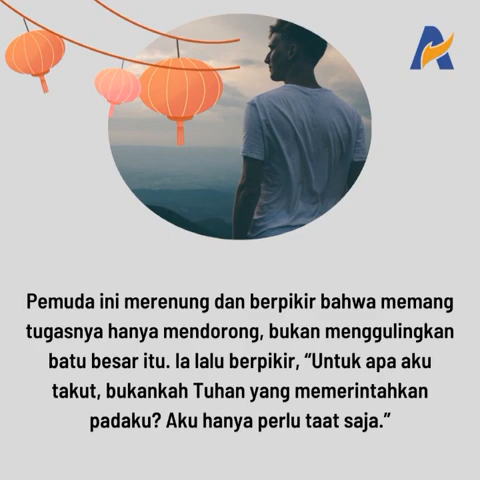 Pemuda ini merenung dan berpikir bahwa memang
tugasnya hanya mendorong, bukan menggulingkan
batu besar itu. Ia lalu berpikir, “Untuk apa aku
takut, bukankah Tuhan yang memerintahkan
padaku? Aku hanya perlu taat saja.”